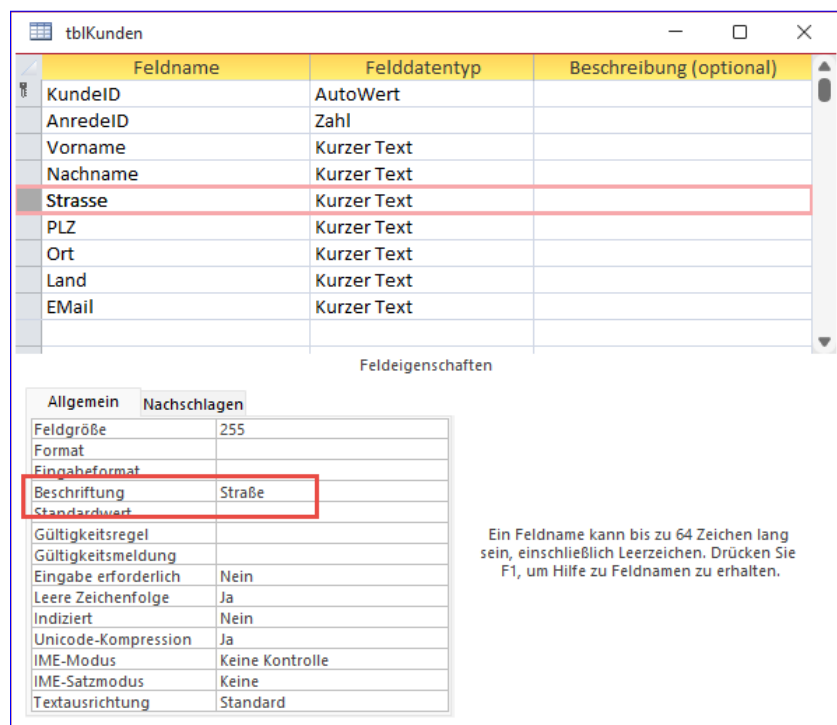 tblKunden
Feldname Felddatentyp Beschreibung (optional)
KundeID AutoWert
AnredeID Zahl
Vorname Kurzer Text
Nachname Kurzer Text
Strasse Kurzer Text
PLZ Kurzer Text
Ort Kurzer Text
Land Kurzer Text
EMail Kurzer Text
Feldeigenschaften
Allgemein Nachschlagen
Feldgröße 255
Format
Eingabeformat
Beschriftung Straße
Standardwert
Gültigkeitsregel
Gültigkeitsmeldung
Eingabe erforderlich Nein
Leere Zeichenfolge Ja
Indiziert Nein
Unicode-Kompression Ja
IME-Modus Keine Kontrolle
IME-Satzmodus Keine
Textausrichtung Standard
Ein Feldname kann bis zu 64 Zeichen lang
sein, einschließlich Leerzeichen. Drücken Sie
F1, um Hilfe zu Feldnamen zu erhalten.